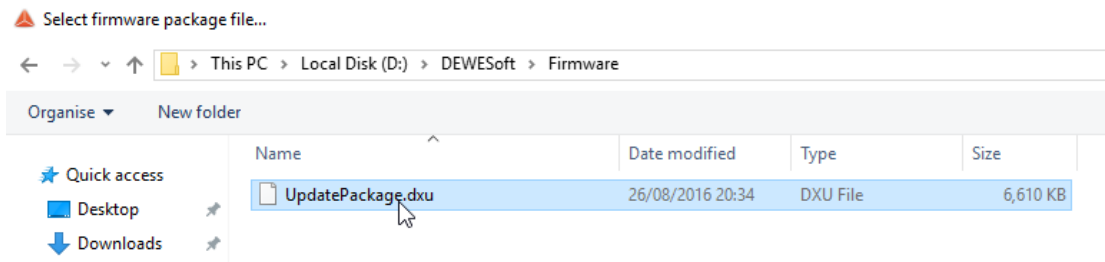 Select firmware package file...
This PC > Local Disk (D:) > DEWESoft > Firmware
Organise New folder
Name Date modified Type Size
Quick access
UpdatePackage.dxu 26/08/2016 20:34 DXU File 6,610 KB
Desktop
Downloads